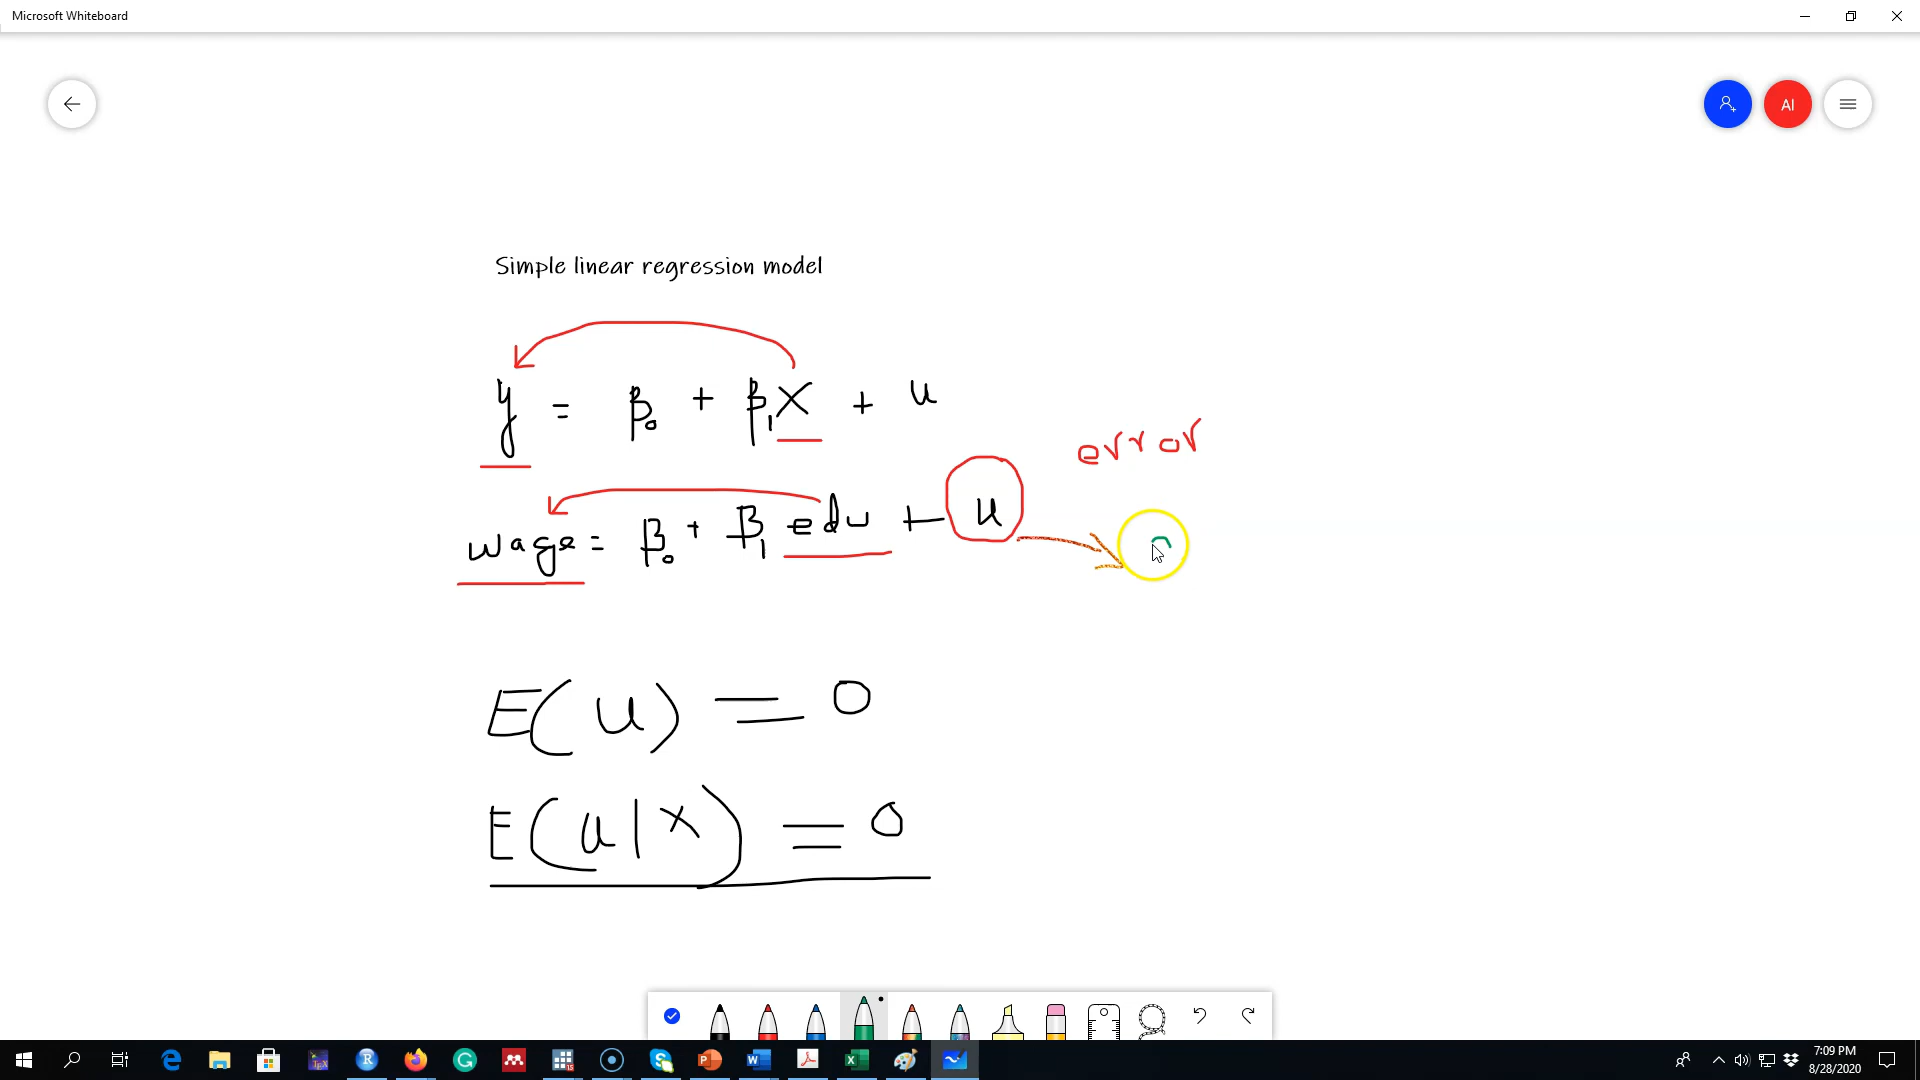 Microsoft Whiteboard
AI
Simple linear regression model
y = β₀ + β₁X + u
error
wage = β₀ + β₁ edu + u
E(u) = 0
E(u|x) = 0
7:09 PM
8/28/2020